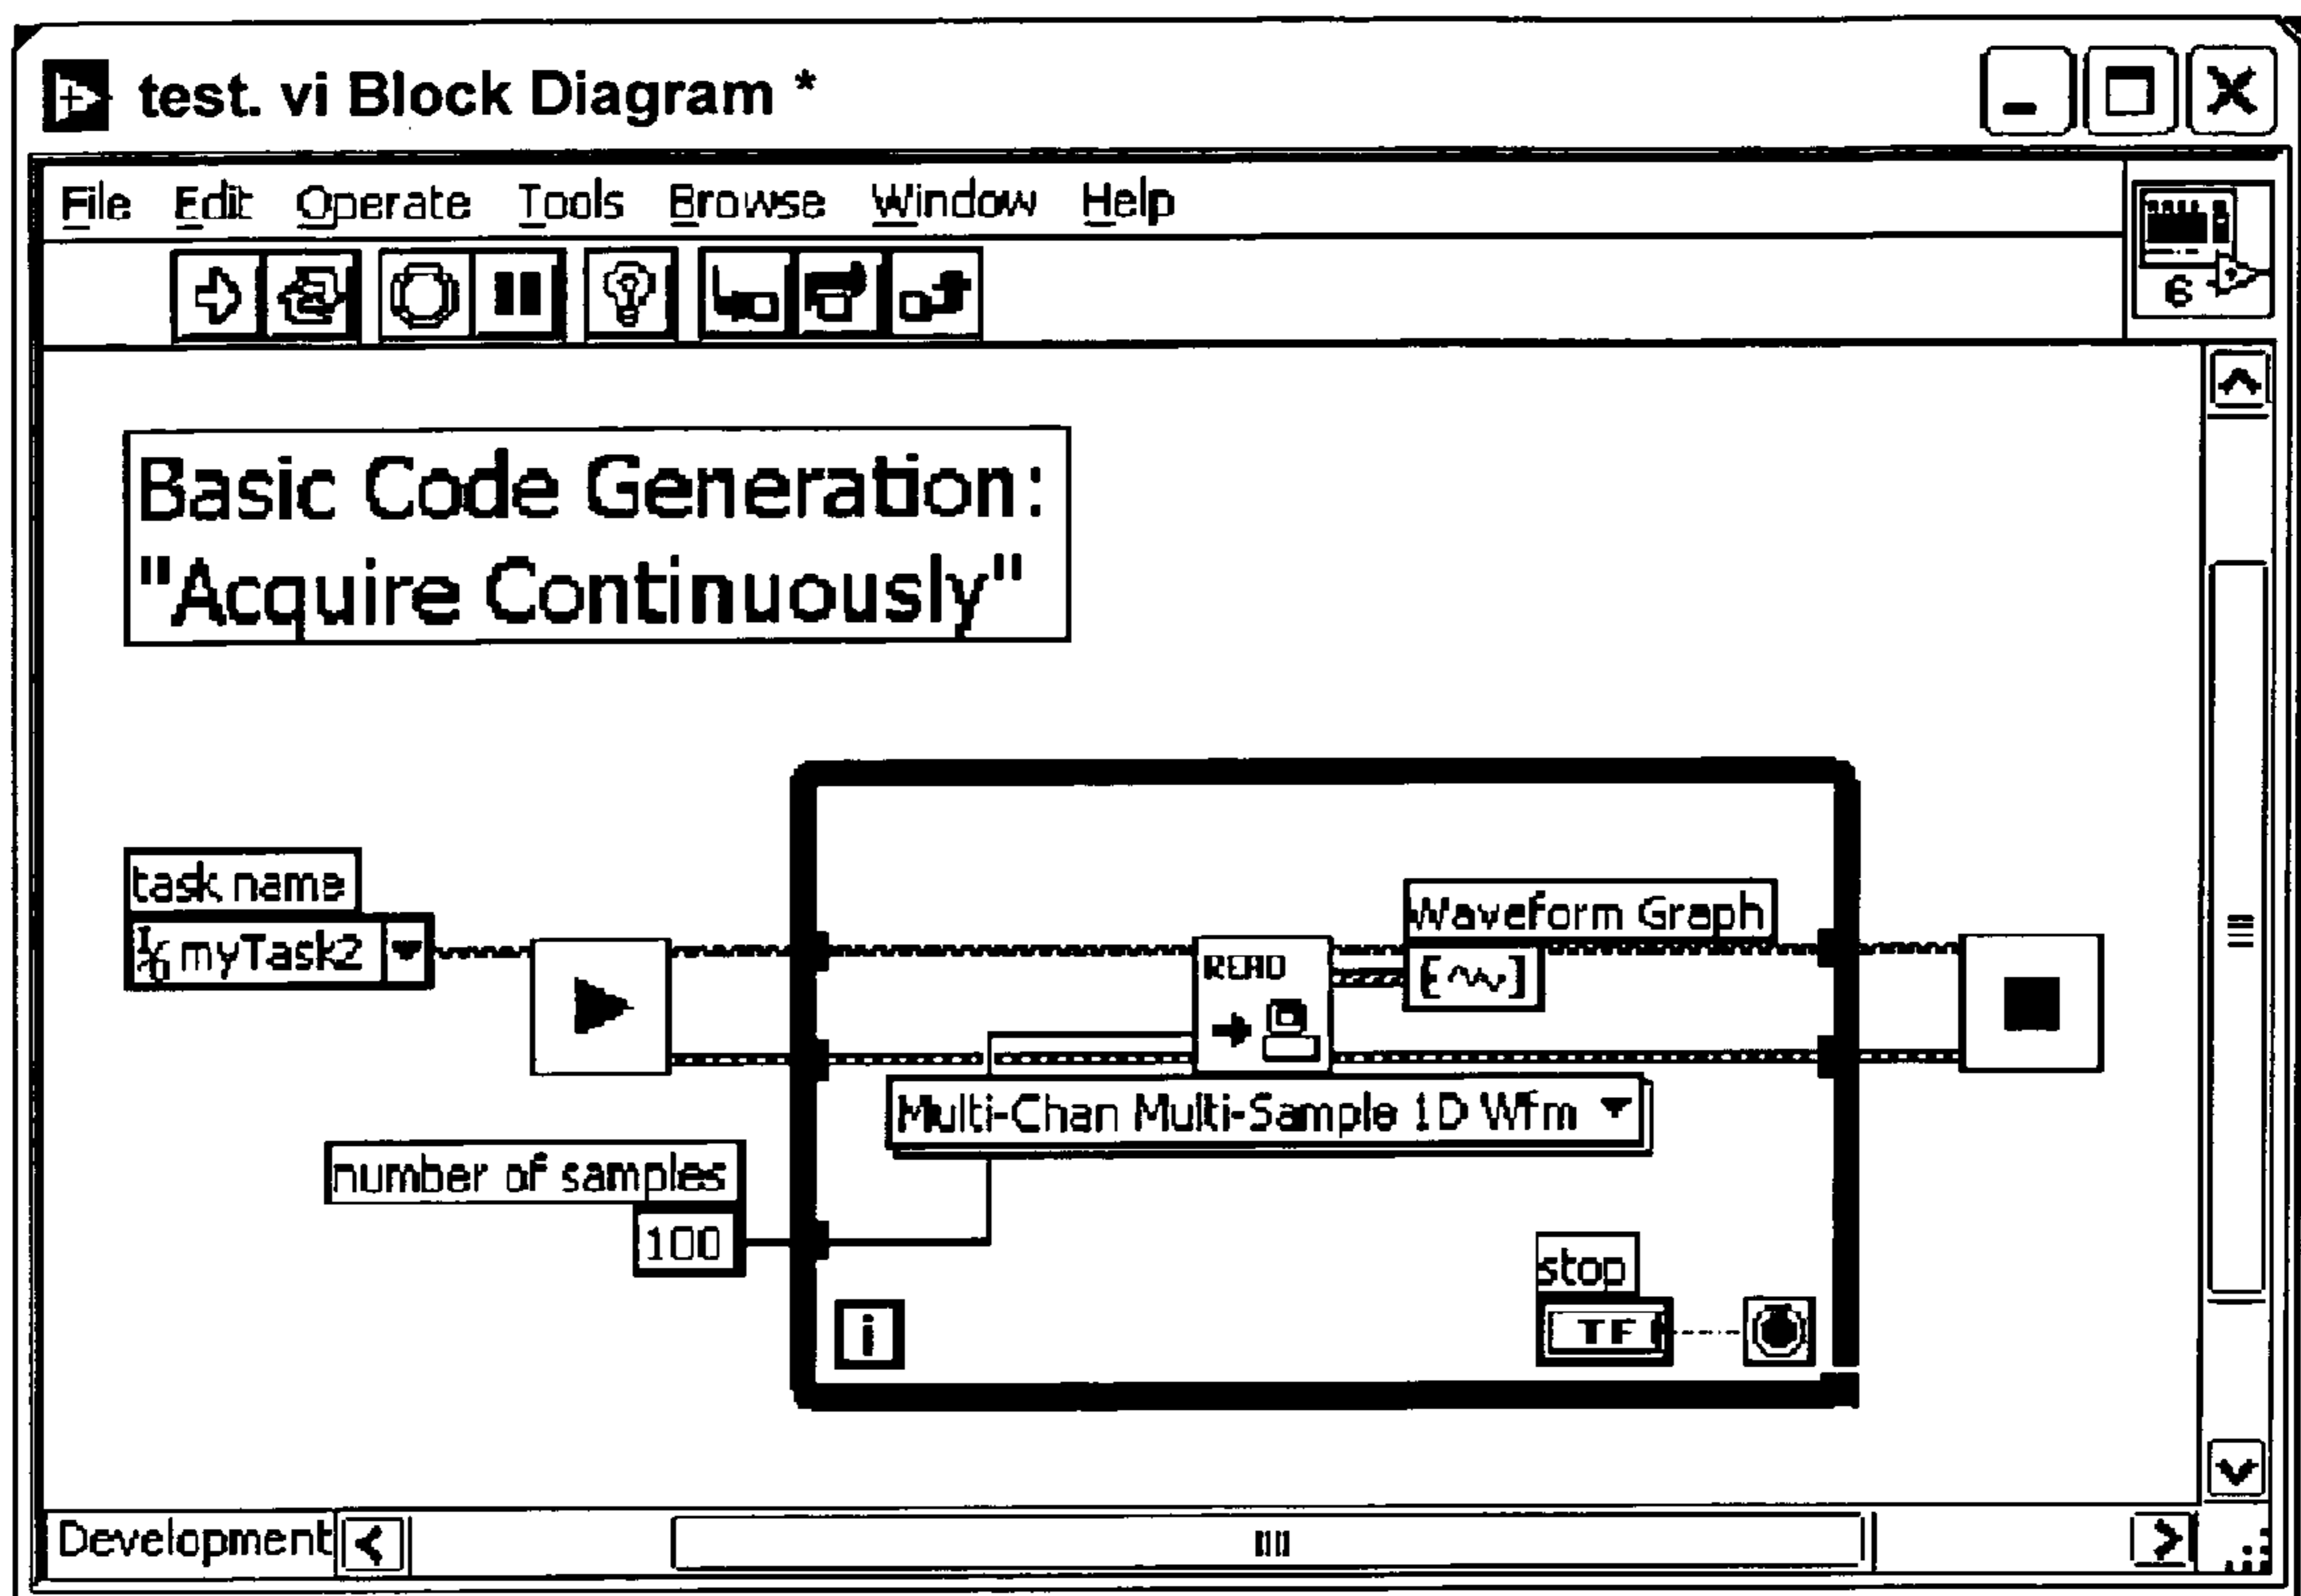 test. vi Block Diagram *
File Edit Operate Tools Browse Window Help
6
Basic Code Generation:
"Acquire Continuously"
task name
I/O myTask2
Waveform Graph
READ
Multi-Chan Multi-Sample 1D Wfm
number of samples
100
stop
i
TF
Development